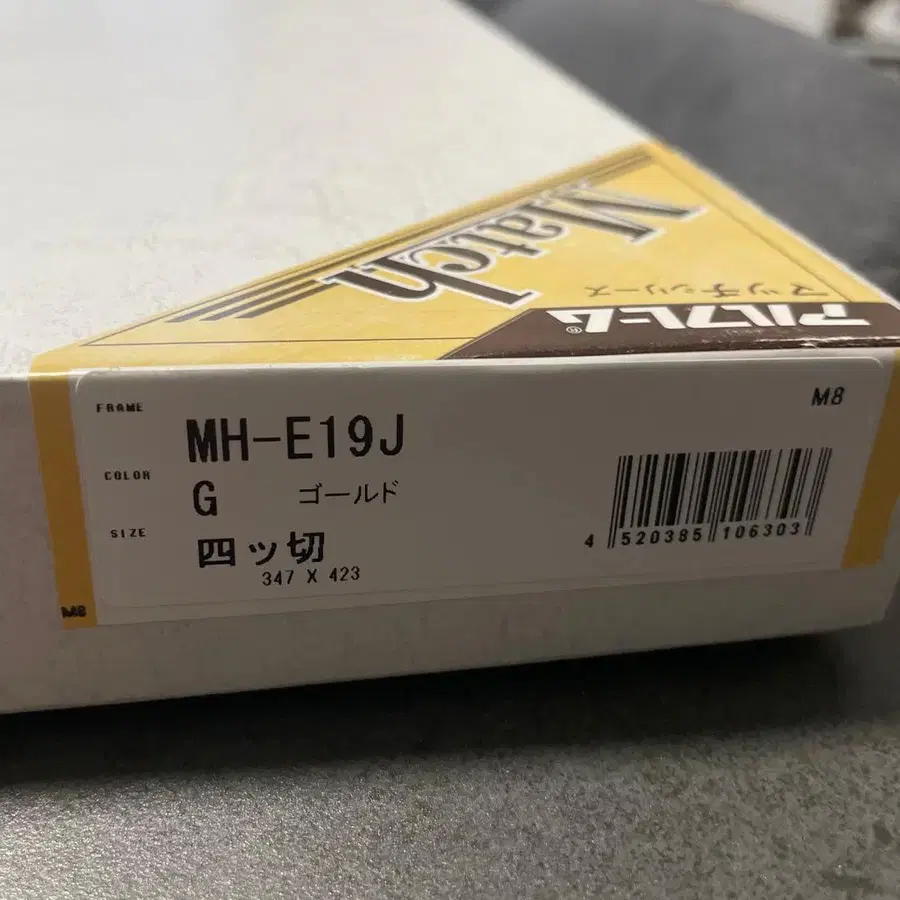 Match
マッチシリーズ
アルフレーム®
FRAME
MH-E19J
M8
COLOR
G ゴールド
SIZE
四ッ切
347 X 423
4 520385 106303
M8